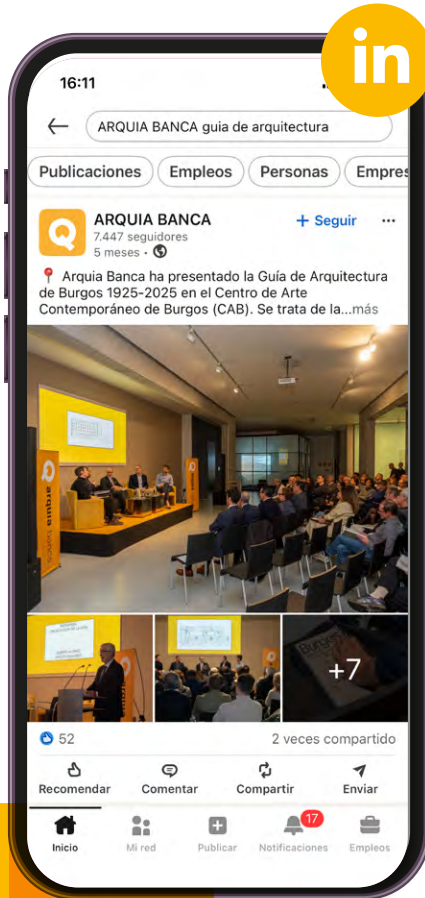 in
16:11
ARQUIA BANCA guia de arquitectura
Publicaciones
Empleos
Personas
Empres
ARQUIA BANCA
7.447 seguidores
5 meses •
+ Seguir
Arquia Banca ha presentado la Guía de Arquitectura
de Burgos 1925-2025 en el Centro de Arte
Contemporáneo de Burgos (CAB). Se trata de la...más
arquia banca
Burgos
+7
52
2 veces compartido
Recomendar
Comentar
Compartir
Enviar
Inicio
Mi red
Publicar
17
Notificaciones
Empleos